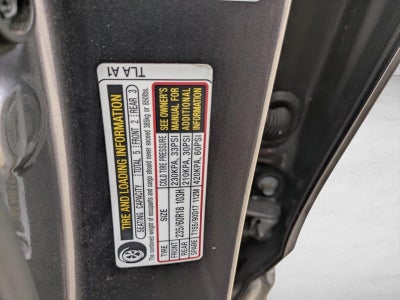 TLA A1
TIRE AND LOADING INFORMATION
SEATING CAPACITY | TOTAL 5 | FRONT 2 | REAR 3
The combined weight of occupants and cargo should never exceed 385kg or 850lbs.
TIRE SIZE COLD TIRE PRESSURE
FRONT 235/60R18 103H 230KPA, 33PSI
REAR 210KPA, 30PSI
SPARE T155/90D17 112M 420KPA, 60PSI
SEE OWNER'S
MANUAL FOR
ADDITIONAL
INFORMATION